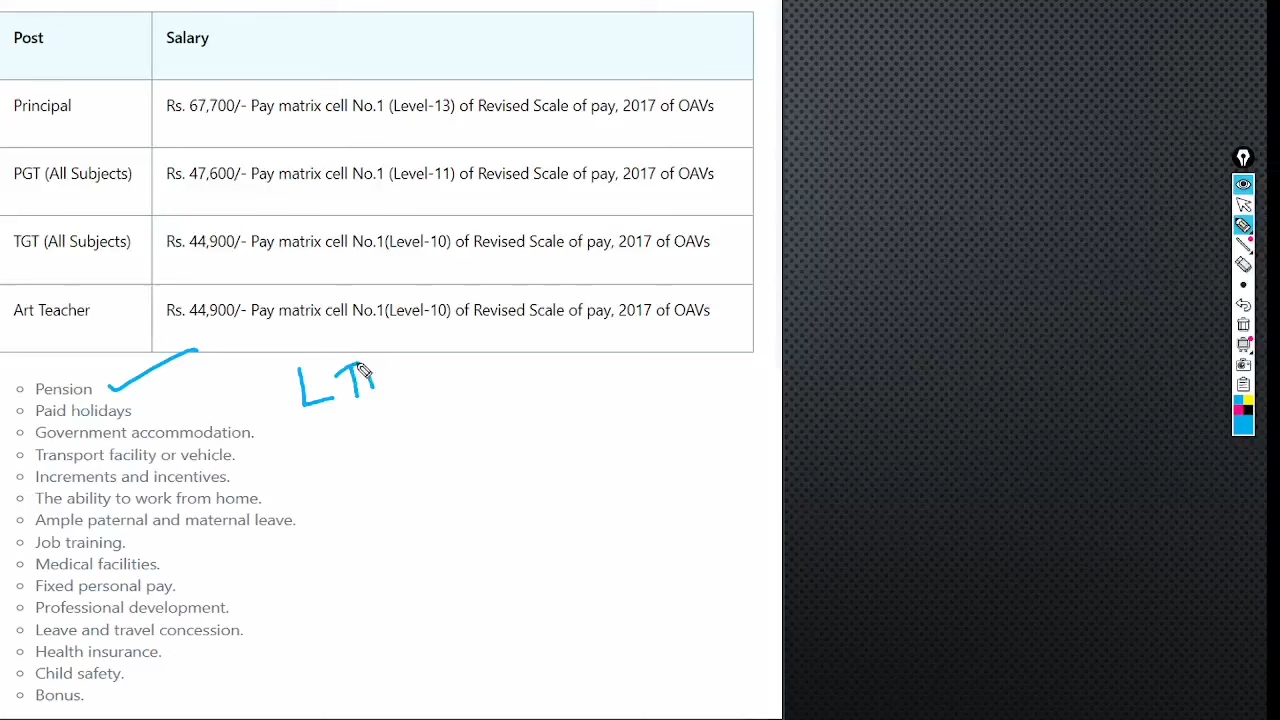 Post Salary
Principal Rs. 67,700/- Pay matrix cell No.1 (Level-13) of Revised Scale of pay, 2017 of OAVs
PGT (All Subjects) Rs. 47,600/- Pay matrix cell No.1 (Level-11) of Revised Scale of pay, 2017 of OAVs
TGT (All Subjects) Rs. 44,900/- Pay matrix cell No.1(Level-10) of Revised Scale of pay, 2017 of OAVs
Art Teacher Rs. 44,900/- Pay matrix cell No.1(Level-10) of Revised Scale of pay, 2017 of OAVs
Pension
Paid holidays
Government accommodation.
Transport facility or vehicle.
Increments and incentives.
The ability to work from home.
Ample paternal and maternal leave.
Job training.
Medical facilities.
Fixed personal pay.
Professional development.
Leave and travel concession.
Health insurance.
Child safety.
Bonus.